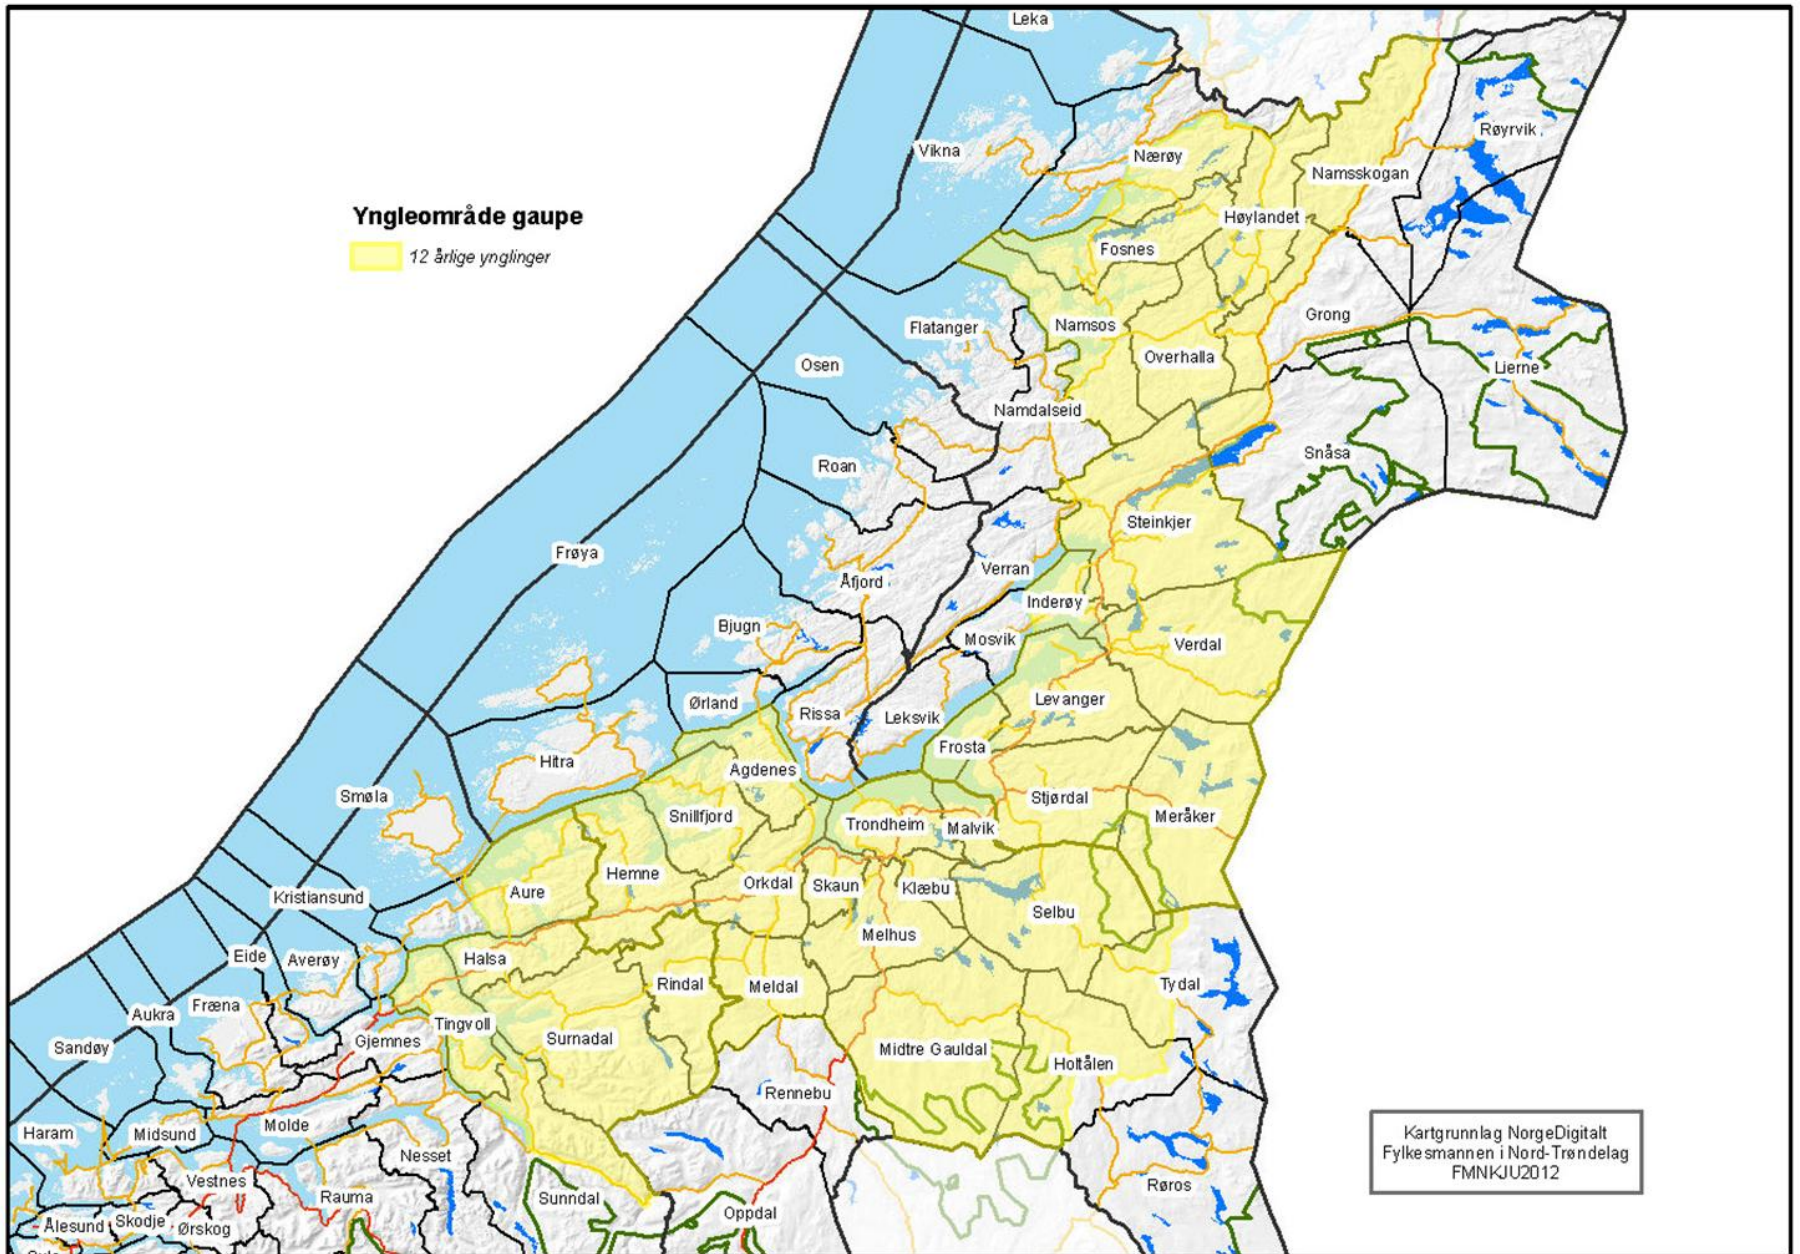 Leka
Vikna
Nærøy
Røyrvik
Namsskogan
Yngleområde gaupe
12 årlige ynglinger
Høylandet
Fosnes
Flatanger
Namsos
Grong
Osen
Overhalla
Lierne
Namdalseid
Roan
Snåsa
Steinkjer
Frøya
Verran
Åfjord
Inderøy
Bjugn
Mosvik
Verdal
Ørland
Rissa
Leksvik
Levanger
Frosta
Hitra
Agdenes
Smøla
Snillfjord
Trondheim
Malvik
Stjørdal
Meråker
Hemne
Orkdal
Skaun
Klæbu
Aure
Kristiansund
Selbu
Melhus
Eide
Averøy
Halsa
Rindal
Meldal
Tydal
Fræna
Aukra
Tingvoll
Gjemnes
Surnadal
Sandøy
Midtre Gauldal
Holtålen
Rennebu
Haram
Midsund
Molde
Nesset
Vestnes
Rauma
Sunndal
Oppdal
Røros
Ålesund
Skodje
Ørskog
Kartgrunnlag NorgeDigitalt
Fylkesmannen i Nord-Trøndelag
FMNKJU2012